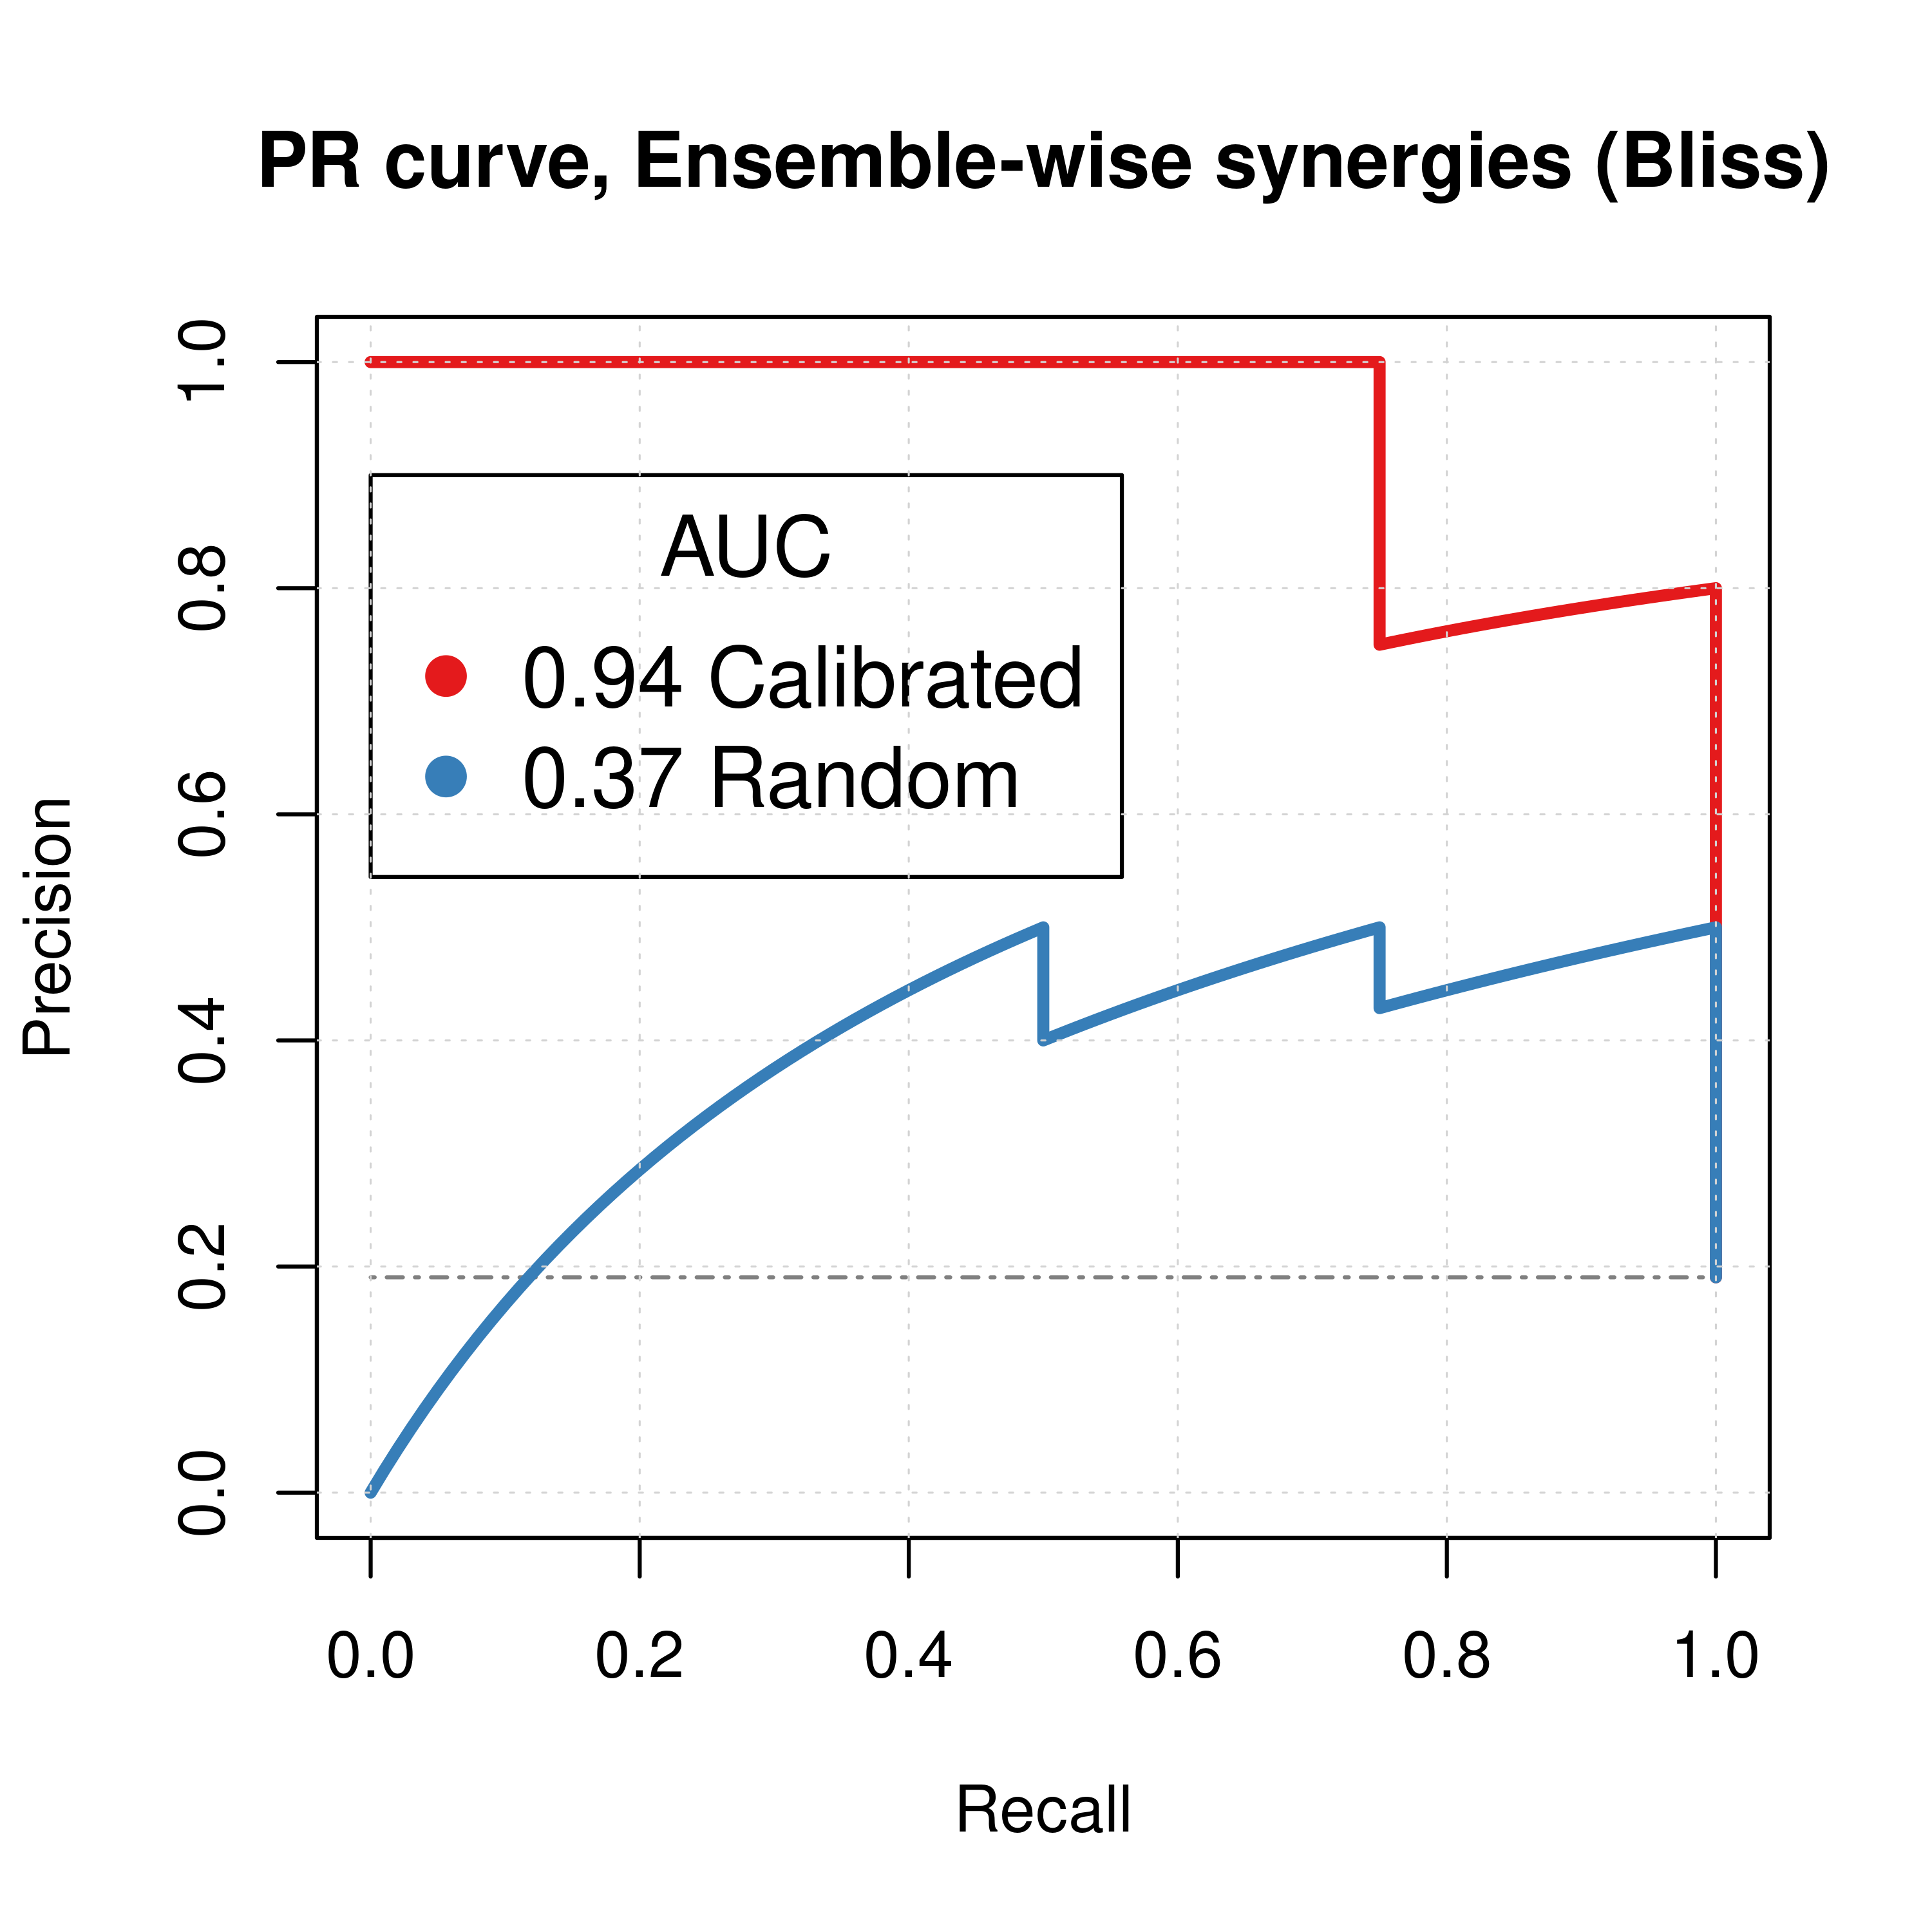 PR curve, Ensemble-wise synergies (Bliss)
1.0
0.8
0.6
0.4
0.2
0.0
Precision
AUC
0.94 Calibrated
0.37 Random
0.0 0.2 0.4 0.6 0.8 1.0
Recall